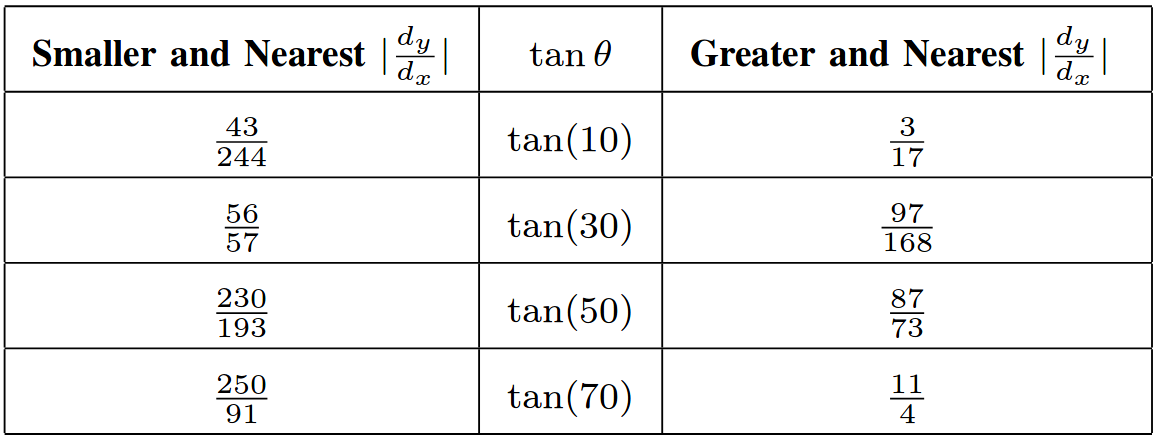 Smaller and Nearest |dy/dx| tan θ Greater and Nearest |dy/dx|
43/244 tan(10) 3/17
56/57 tan(30) 97/168
230/193 tan(50) 87/73
250/91 tan(70) 11/4